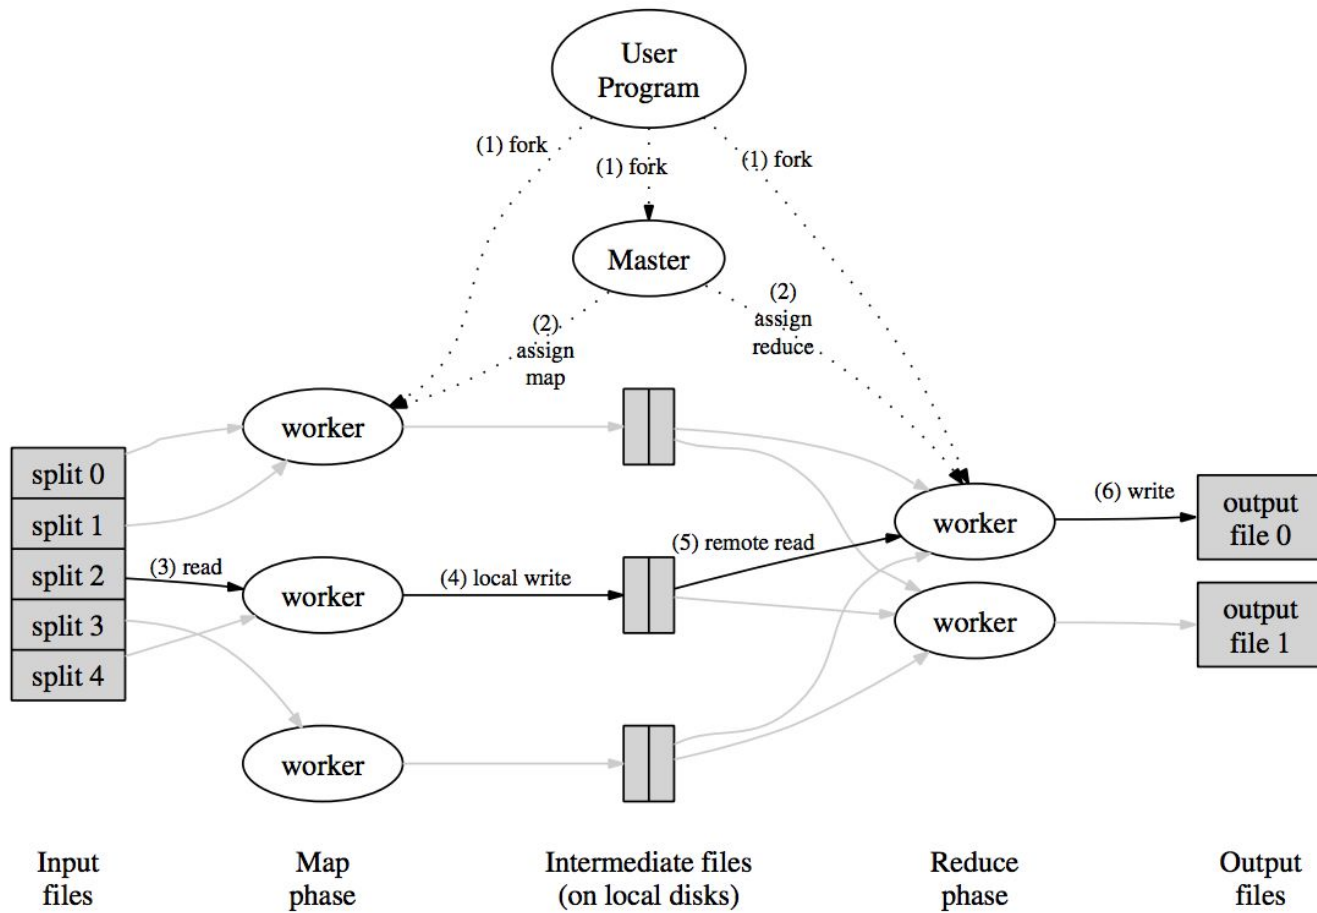 User
Program
(1) fork
(1) fork
(1) fork
Master
(2)
assign
map
(2)
assign
reduce
split 0
split 1
split 2
split 3
split 4
(3) read
worker
worker
worker
(4) local write
(5) remote read
worker
worker
(6) write
output
file 0
output
file 1
Input
files
Map
phase
Intermediate files
(on local disks)
Reduce
phase
Output
files